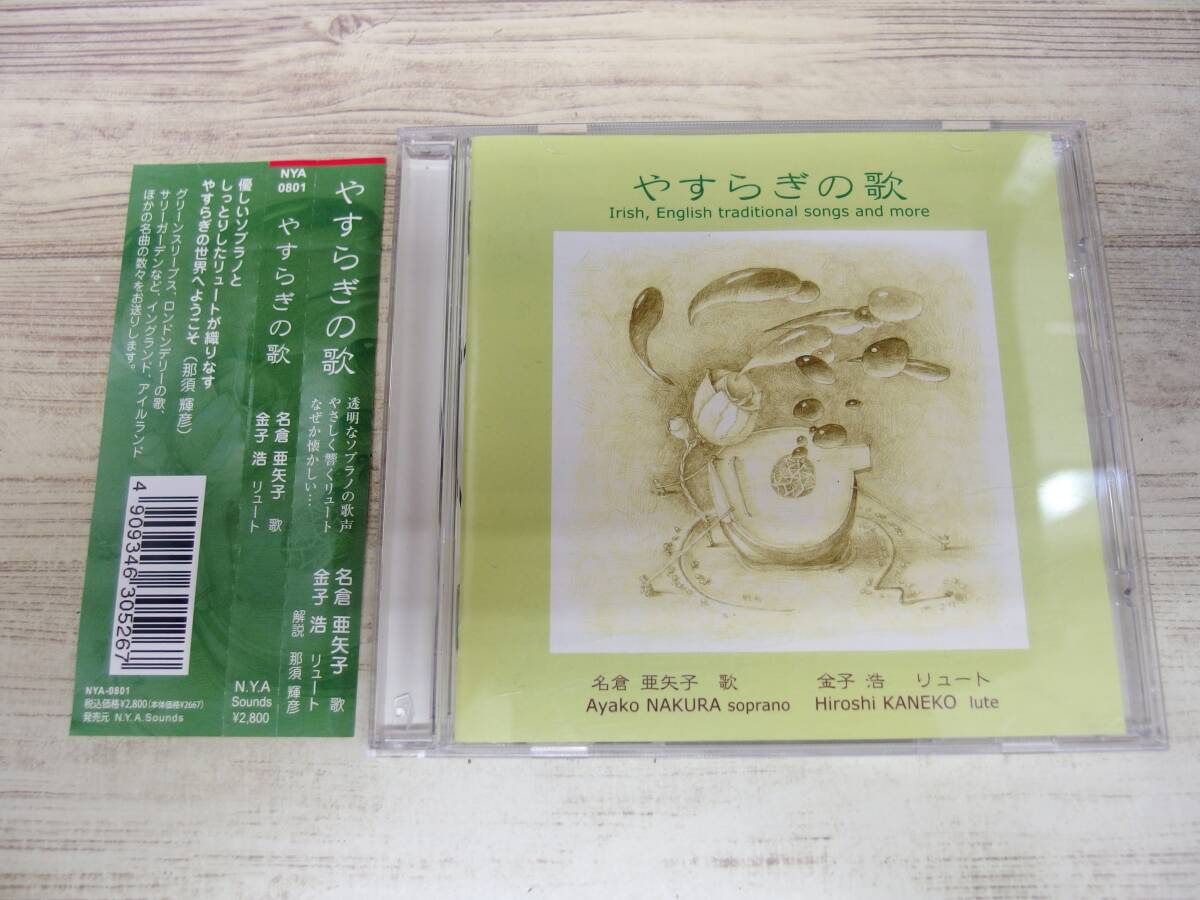 やすらぎの歌
Irish, English traditional songs and more
名倉 亜矢子 歌 金子 浩 リュート
Ayako NAKURA soprano Hiroshi KANEKO lute
やすらぎの歌
透明なソプラノの歌声
やさしく響くリュート
なぜか懐かしい…
名倉 亜矢子 歌
金子 浩 リュート
解説 那須 輝彦
NYA
0801
やすらぎの歌
名倉 亜矢子 歌
金子 浩 リュート
N.Y.A
Sounds
¥2,800
優しいソプラノと
しっとりしたリュートが織りなす
やすらぎの世界へようこそ（那須 輝彦）
グリーンスリーブス、ロンドンデリーの歌、
サリーガーデンなど、イングランド、アイルランド
ほかの名曲の数々をお送りします。
4 909346 305267
NYA-0801
税込価格¥2,800(本体価格¥2667)
発売元 N.Y.A.Sounds